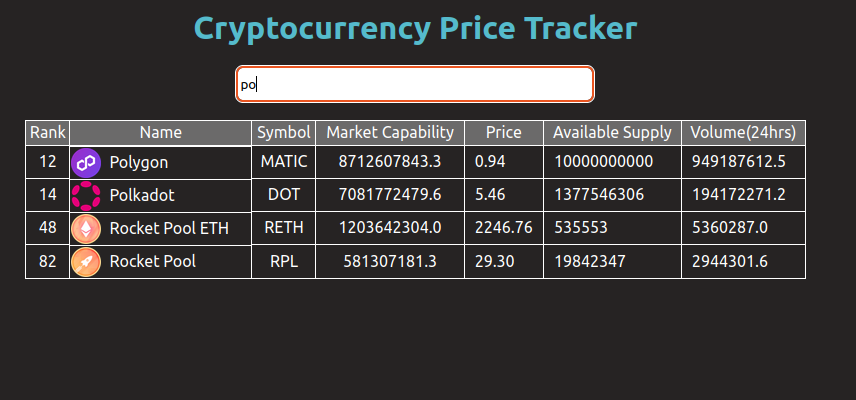 Cryptocurrency Price Tracker
po
Rank Name Symbol Market Capability Price Available Supply Volume(24hrs)
12 Polygon MATIC 8712607843.3 0.94 10000000000 949187612.5
14 Polkadot DOT 7081772479.6 5.46 1377546306 194172271.2
48 Rocket Pool ETH RETH 1203642304.0 2246.76 535553 5360287.0
82 Rocket Pool RPL 581307181.3 29.30 19842347 2944301.6